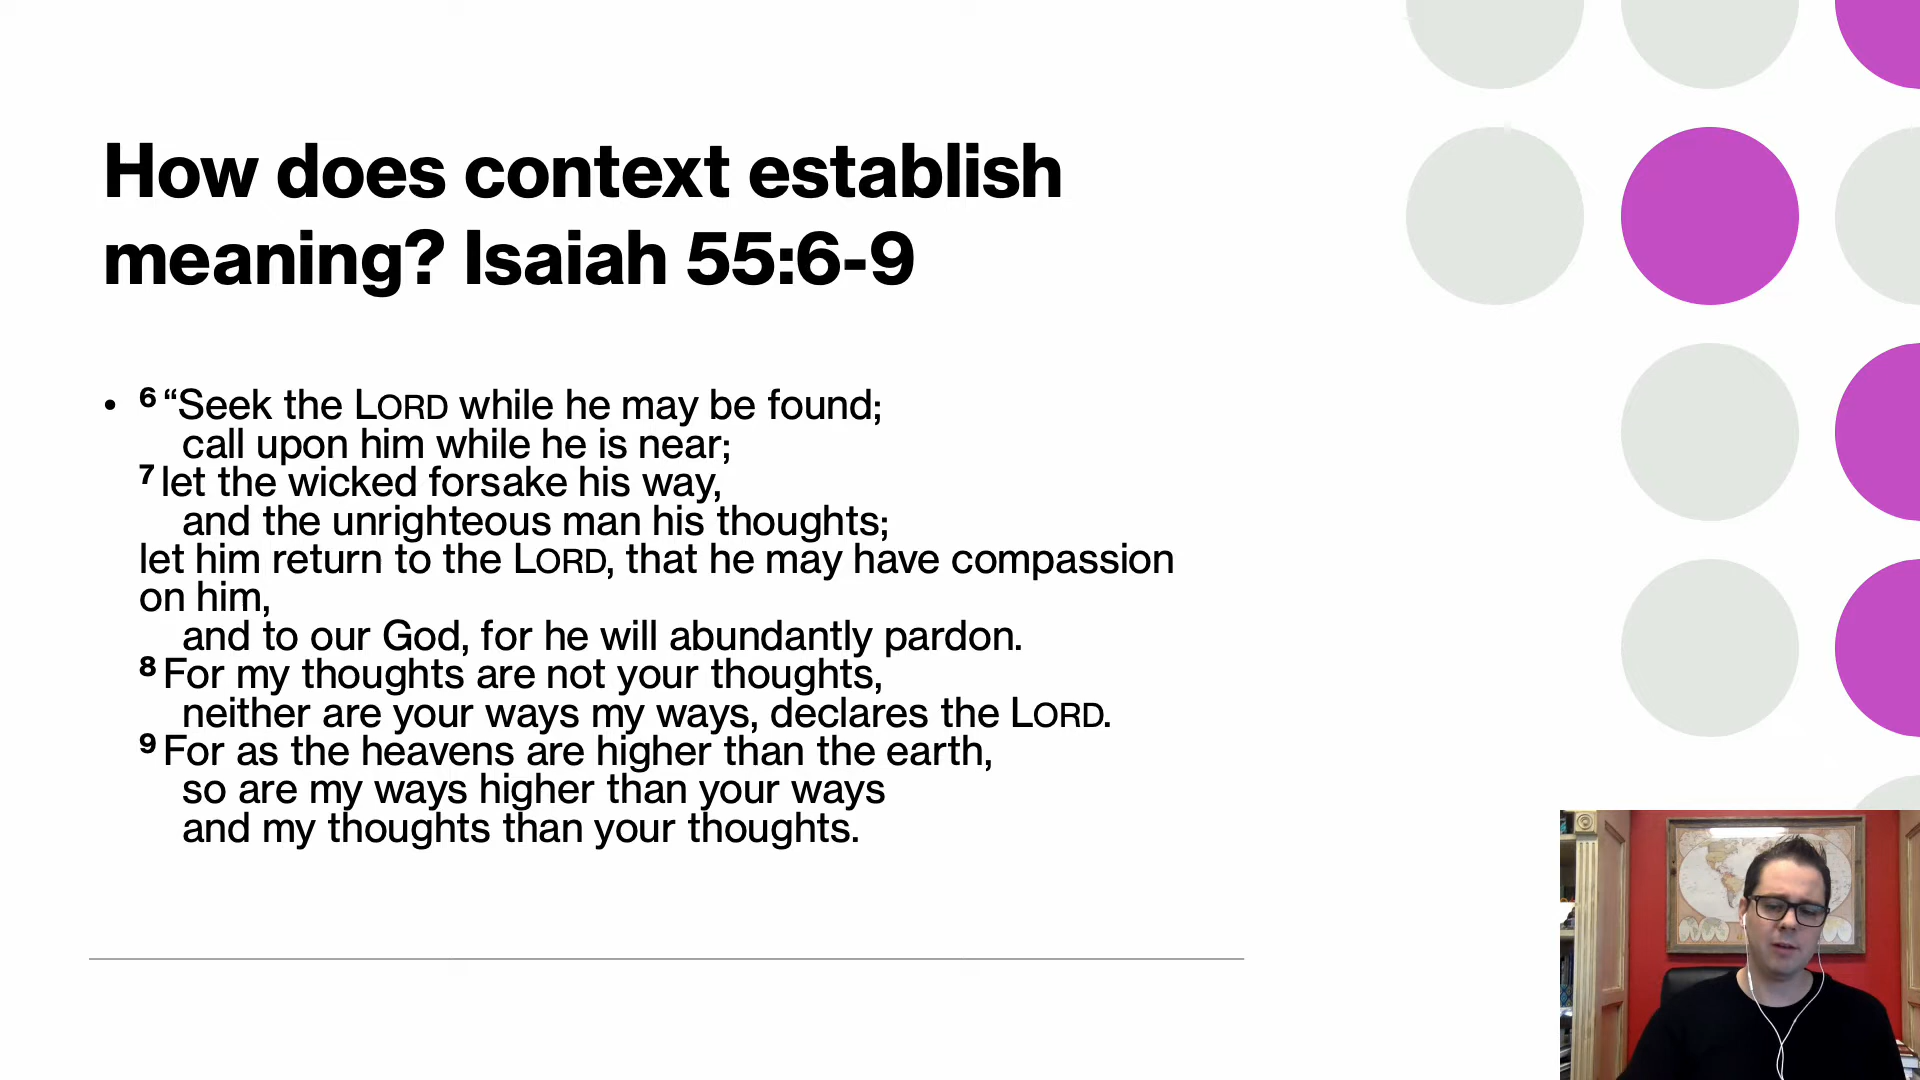 How does context establish
meaning? Isaiah 55:6-9
• 6 “Seek the LORD while he may be found;
call upon him while he is near;
7 let the wicked forsake his way,
and the unrighteous man his thoughts;
let him return to the LORD, that he may have compassion
on him,
and to our God, for he will abundantly pardon.
8 For my thoughts are not your thoughts,
neither are your ways my ways, declares the LORD.
9 For as the heavens are higher than the earth,
so are my ways higher than your ways
and my thoughts than your thoughts.